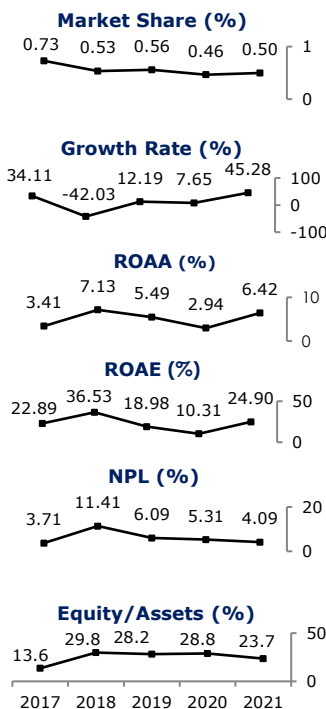 Market Share (%)
0.73 0.53 0.56 0.46 0.50
1
0
Growth Rate (%)
34.11 -42.03 12.19 7.65 45.28
100
0
-100
ROAA (%)
3.41 7.13 5.49 2.94 6.42
10
0
ROAE (%)
22.89 36.53 18.98 10.31 24.90
50
0
NPL (%)
3.71 11.41 6.09 5.31 4.09
20
0
Equity/Assets (%)
13.6 29.8 28.2 28.8 23.7
50
0
2017 2018 2019 2020 2021